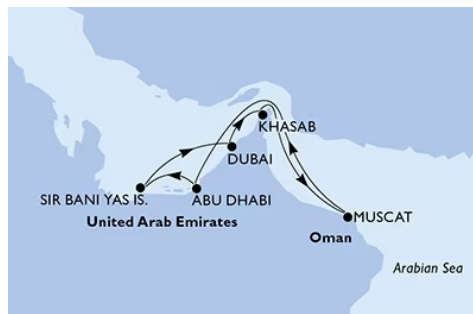 KHASAB
DUBAI
SIR BANI YAS IS.
ABU DHABI
United Arab Emirates
MUSCAT
Oman
Arabian Sea